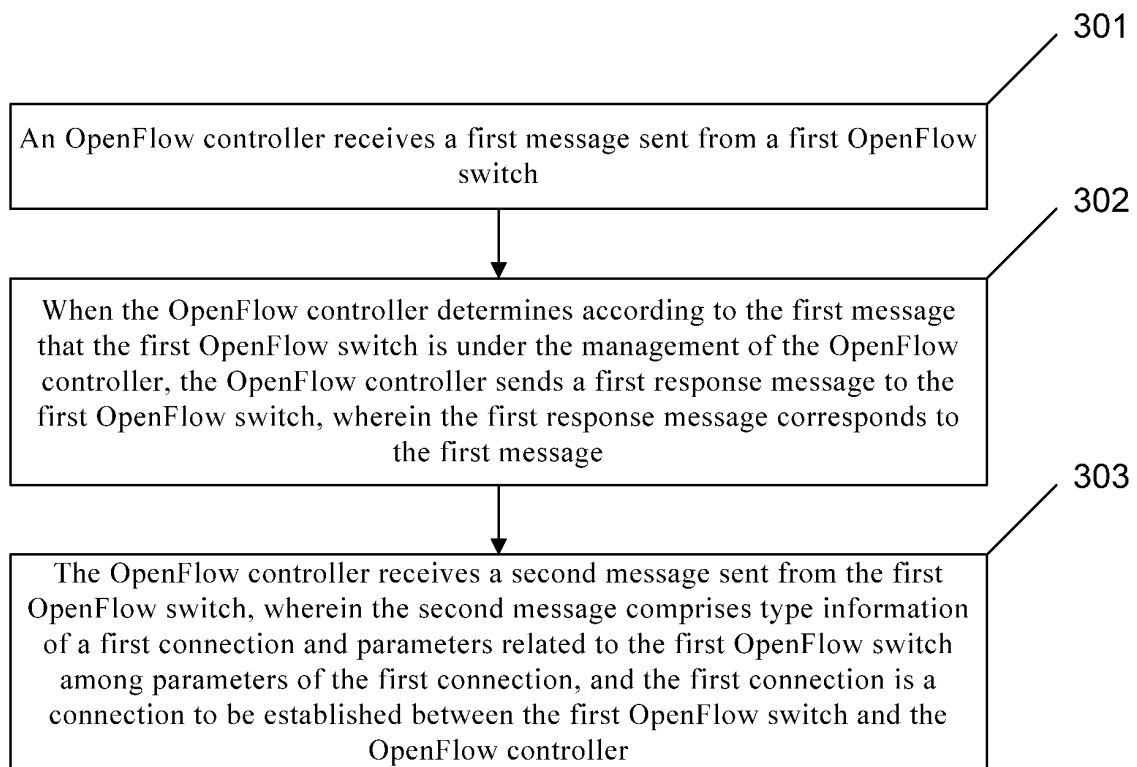 301
An OpenFlow controller receives a first message sent from a first OpenFlow
switch
302
When the OpenFlow controller determines according to the first message
that the first OpenFlow switch is under the management of the OpenFlow
controller, the OpenFlow controller sends a first response message to the
first OpenFlow switch, wherein the first response message corresponds to
the first message
303
The OpenFlow controller receives a second message sent from the first
OpenFlow switch, wherein the second message comprises type information
of a first connection and parameters related to the first OpenFlow switch
among parameters of the first connection, and the first connection is a
connection to be established between the first OpenFlow switch and the
OpenFlow controller